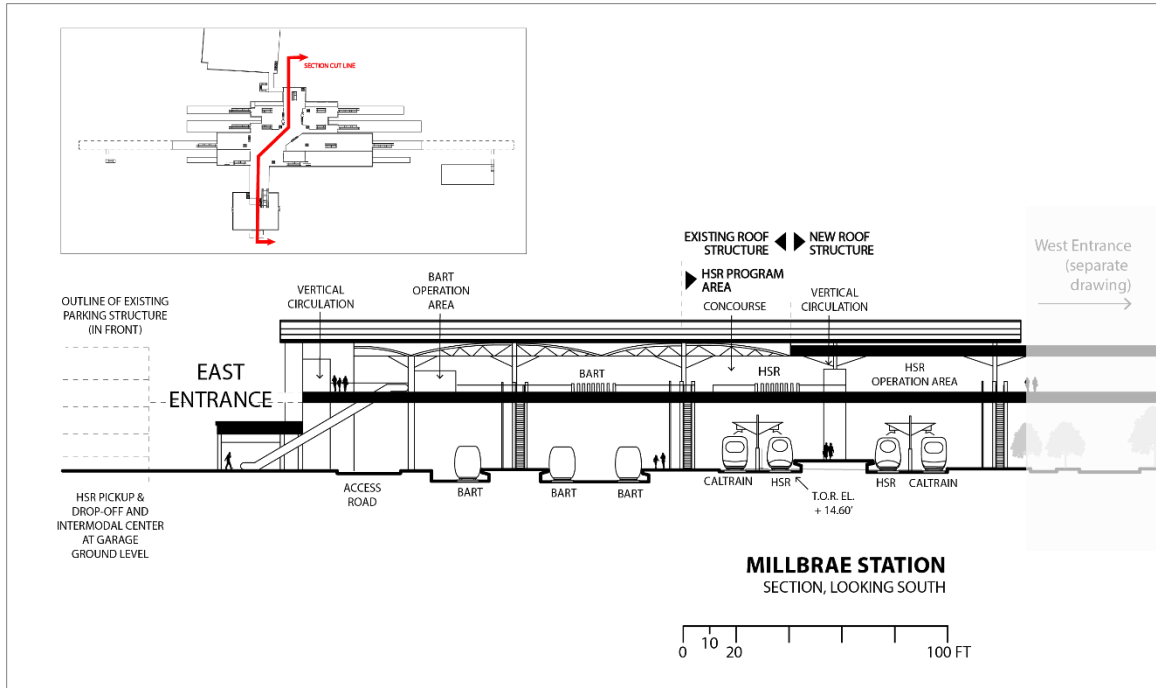 SECTION CUT LINE
EXISTING ROOF
STRUCTURE
NEW ROOF
STRUCTURE
HSR PROGRAM
AREA
West Entrance
(separate
drawing)
OUTLINE OF EXISTING
PARKING STRUCTURE
(IN FRONT)
VERTICAL
CIRCULATION
BART
OPERATION
AREA
CONCOURSE
VERTICAL
CIRCULATION
EAST
ENTRANCE
BART
HSR
HSR
OPERATION AREA
HSR PICKUP &
DROP-OFF AND
INTERMODAL CENTER
AT GARAGE
GROUND LEVEL
ACCESS
ROAD
BART
BART
BART
CALTRAIN
HSR
T.O.R. EL.
+ 14.60'
HSR
CALTRAIN
MILLBRAE STATION
SECTION, LOOKING SOUTH
0
10
20
100 FT